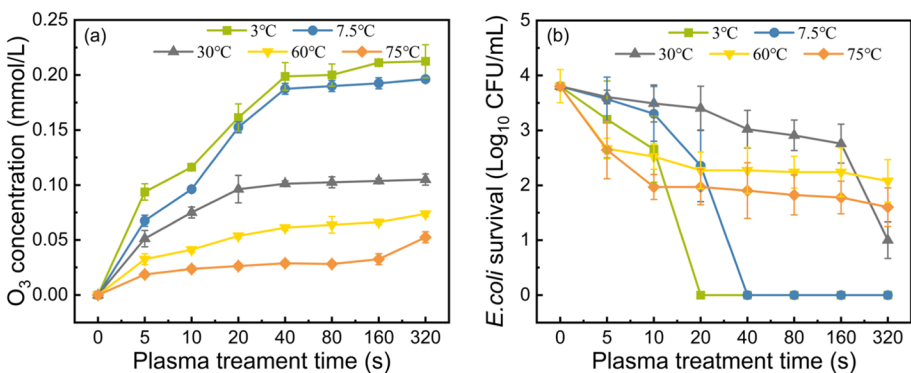 (a)
3℃ 7.5℃
30℃ 60℃ 75℃
O3 concentration (mmol/L)
0.25
0.20
0.15
0.10
0.05
0.00
0 5 10 20 40 80 160 320
Plasma treament time (s)
(b)
3℃ 7.5℃
30℃ 60℃ 75℃
E.coli survival (Log10 CFU/mL)
5
4
3
2
1
0
0 5 10 20 40 80 160 320
Plasma treatment time (s)